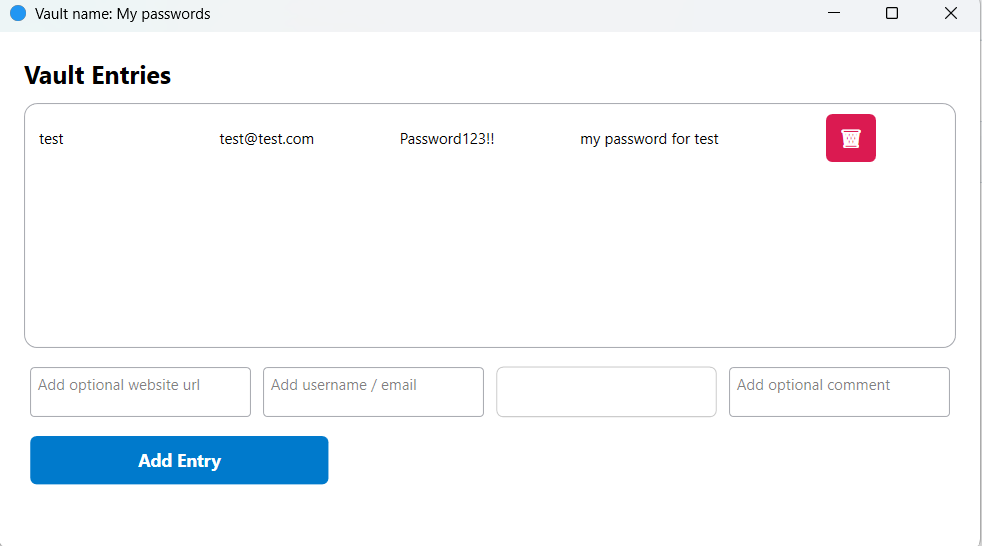 Vault name: My passwords
Vault Entries
test test@test.com Password123!! my password for test
Add optional website url Add username / email Add optional comment
Add Entry